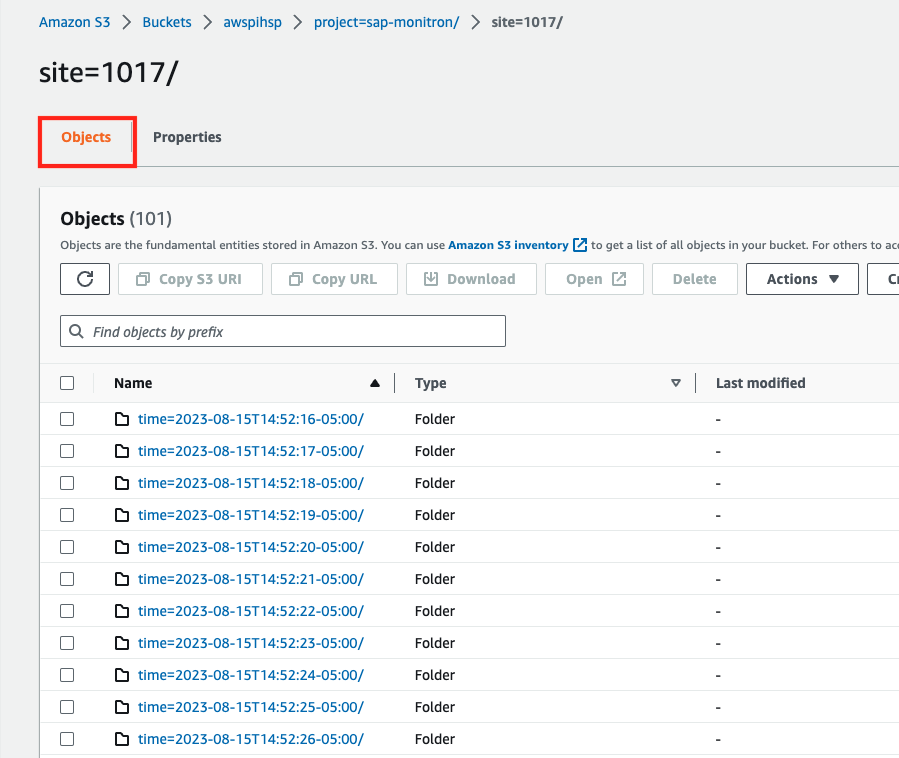 Amazon S3 > Buckets > awspihsp > project=sap-monitron/ > site=1017/
site=1017/
Objects Properties
Objects (101)
Objects are the fundamental entities stored in Amazon S3. You can use Amazon S3 inventory to get a list of all objects in your bucket. For others to
Copy S3 URI Copy URL Download Open Delete Actions
Find objects by prefix
Name Type Last modified
time=2023-08-15T14:52:16-05:00/ Folder -
time=2023-08-15T14:52:17-05:00/ Folder -
time=2023-08-15T14:52:18-05:00/ Folder -
time=2023-08-15T14:52:19-05:00/ Folder -
time=2023-08-15T14:52:20-05:00/ Folder -
time=2023-08-15T14:52:21-05:00/ Folder -
time=2023-08-15T14:52:22-05:00/ Folder -
time=2023-08-15T14:52:23-05:00/ Folder -
time=2023-08-15T14:52:24-05:00/ Folder -
time=2023-08-15T14:52:25-05:00/ Folder -
time=2023-08-15T14:52:26-05:00/ Folder -